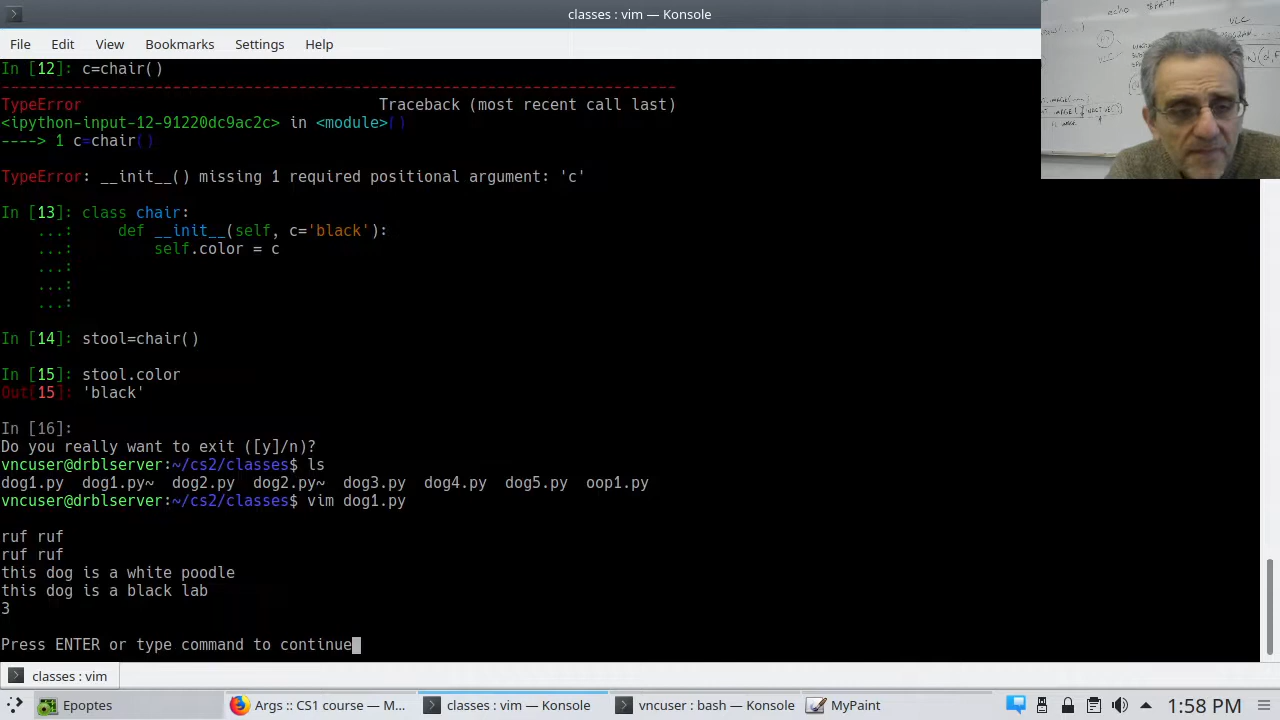 classes : vim — Konsole
File Edit View Bookmarks Settings Help
In [12]: c=chair()
---------------------------------------------------------------------------
TypeError Traceback (most recent call last)
<ipython-input-12-91220dc9ac2c> in <module>()
----> 1 c=chair()
TypeError: __init__() missing 1 required positional argument: 'c'
In [13]: class chair:
...: def __init__(self, c='black'):
...: self.color = c
...:
...:
...:
In [14]: stool=chair()
In [15]: stool.color
Out[15]: 'black'
In [16]:
Do you really want to exit ([y]/n)?
vncuser@drblserver:~/cs2/classes$ ls
dog1.py dog1.py~ dog2.py dog2.py~ dog3.py dog4.py dog5.py oop1.py
vncuser@drblserver:~/cs2/classes$ vim dog1.py
ruf ruf
ruf ruf
this dog is a white poodle
this dog is a black lab
3
Press ENTER or type command to continue
classes : vim
Epoptes
Args :: CS1 course — M...
classes : vim — Konsole
vncuser : bash — Konsole
MyPaint
1:58 PM